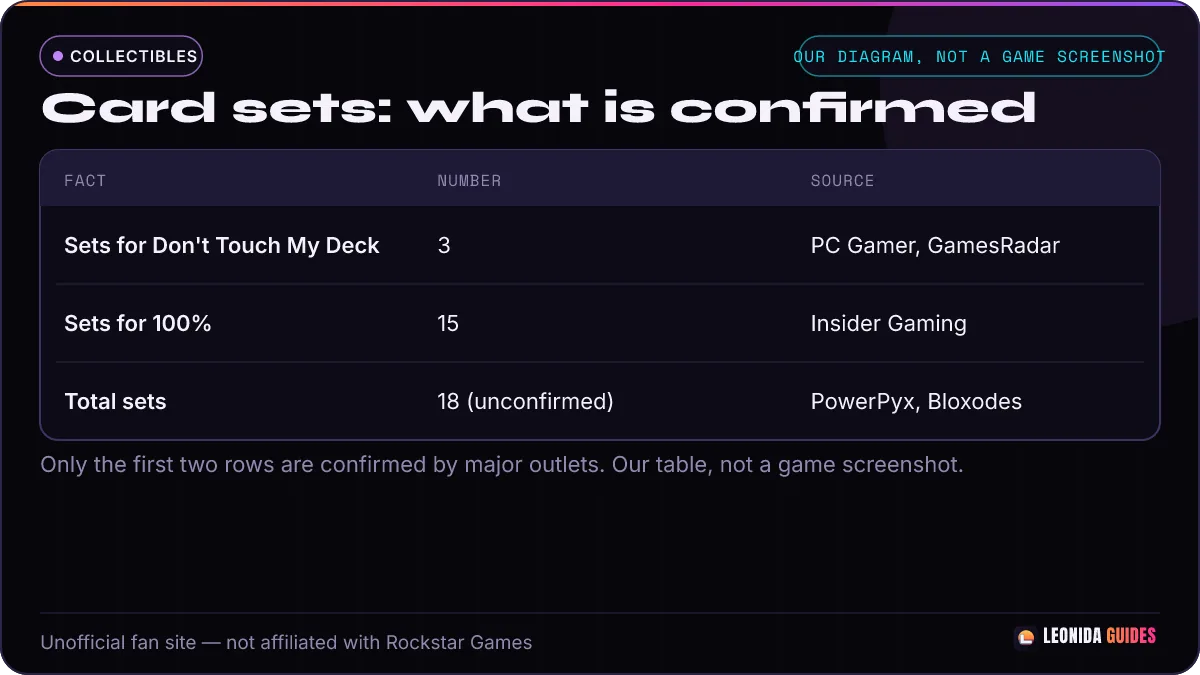 COLLECTIBLES
OUR DIAGRAM, NOT A GAME SCREENSHOT
Card sets: what is confirmed
FACT NUMBER SOURCE
Sets for Don't Touch My Deck 3 PC Gamer, GamesRadar
Sets for 100% 15 Insider Gaming
Total sets 18 (unconfirmed) PowerPyx, Bloxodes
Only the first two rows are confirmed by major outlets. Our table, not a game screenshot.
Unofficial fan site — not affiliated with Rockstar Games
LEONIDA GUIDES